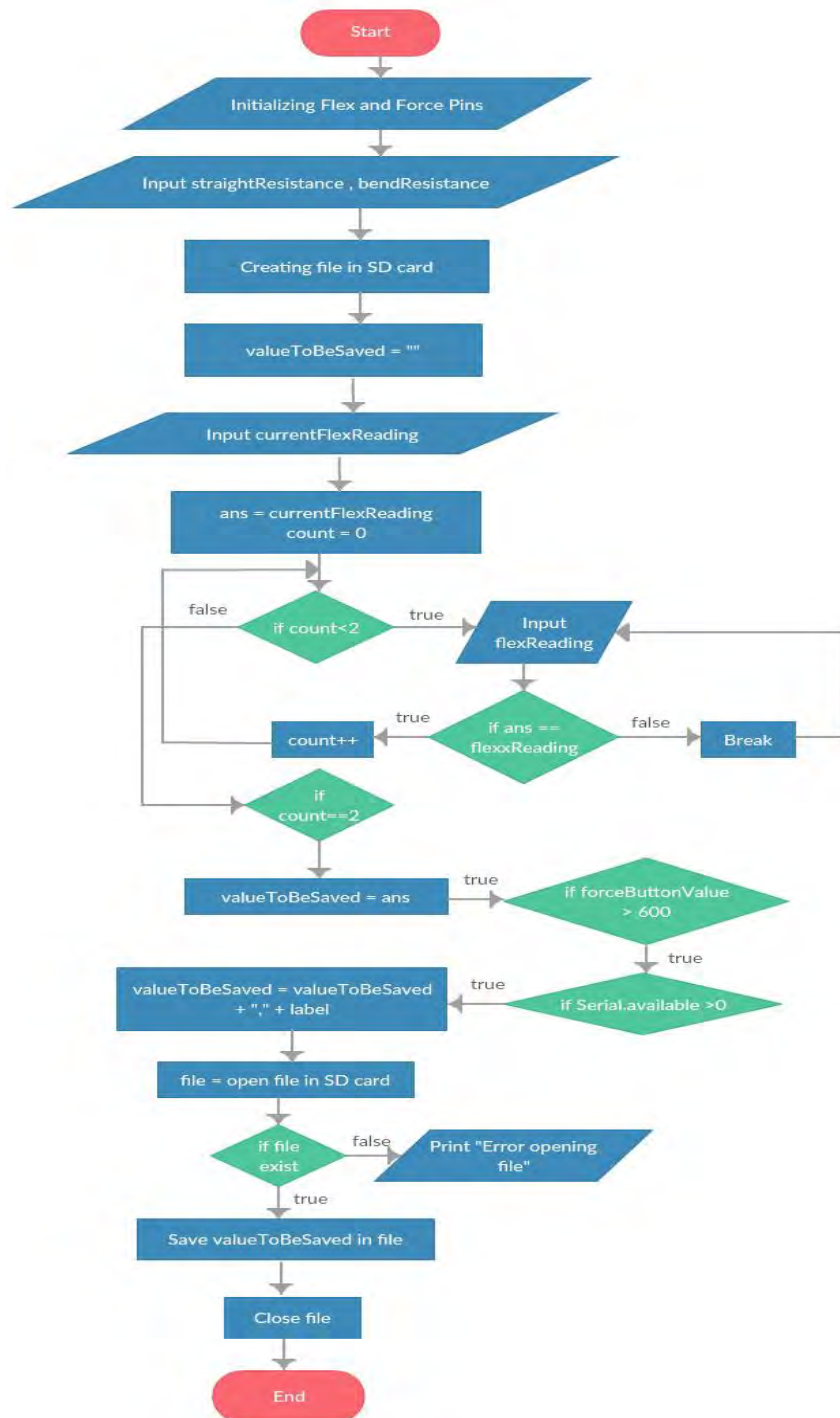 Start
Initializing Flex and Force Pins
Input straightResistance , bendResistance
Creating file in SD card
valueToBeSaved = ""
Input currentFlexReading
ans = currentFlexReading
count = 0
false
if count<2
true
Input
flexReading
count++
true
if ans ==
flexxReading
false
Break
if
count==2
valueToBeSaved = ans
true
if forceButtonValue
> 600
true
if Serial.available >0
true
valueToBeSaved = valueToBeSaved
+ "," + label
file = open file in SD card
if file
exist
false
Print "Error opening
file"
true
Save valueToBeSaved in file
Close file
End